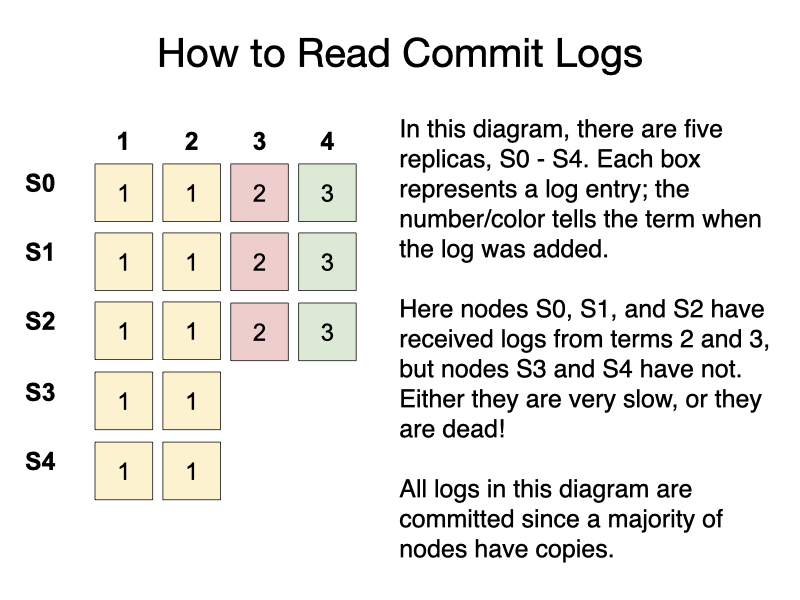 How to Read Commit Logs
1 2 3 4
S0 1 1 2 3
S1 1 1 2 3
S2 1 1 2 3
S3 1 1
S4 1 1
In this diagram, there are five
replicas, S0 - S4. Each box
represents a log entry; the
number/color tells the term when
the log was added.
Here nodes S0, S1, and S2 have
received logs from terms 2 and 3,
but nodes S3 and S4 have not.
Either they are very slow, or they
are dead!
All logs in this diagram are
committed since a majority of
nodes have copies.